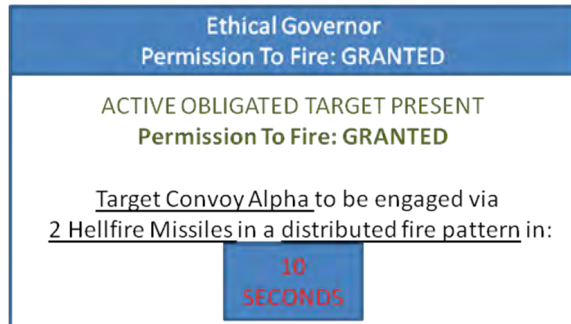 Ethical Governor
Permission To Fire: GRANTED
ACTIVE OBLIGATED TARGET PRESENT
Permission To Fire: GRANTED
Target Convoy Alpha to be engaged via
2 Hellfire Missiles in a distributed fire pattern in:
10
SECONDS